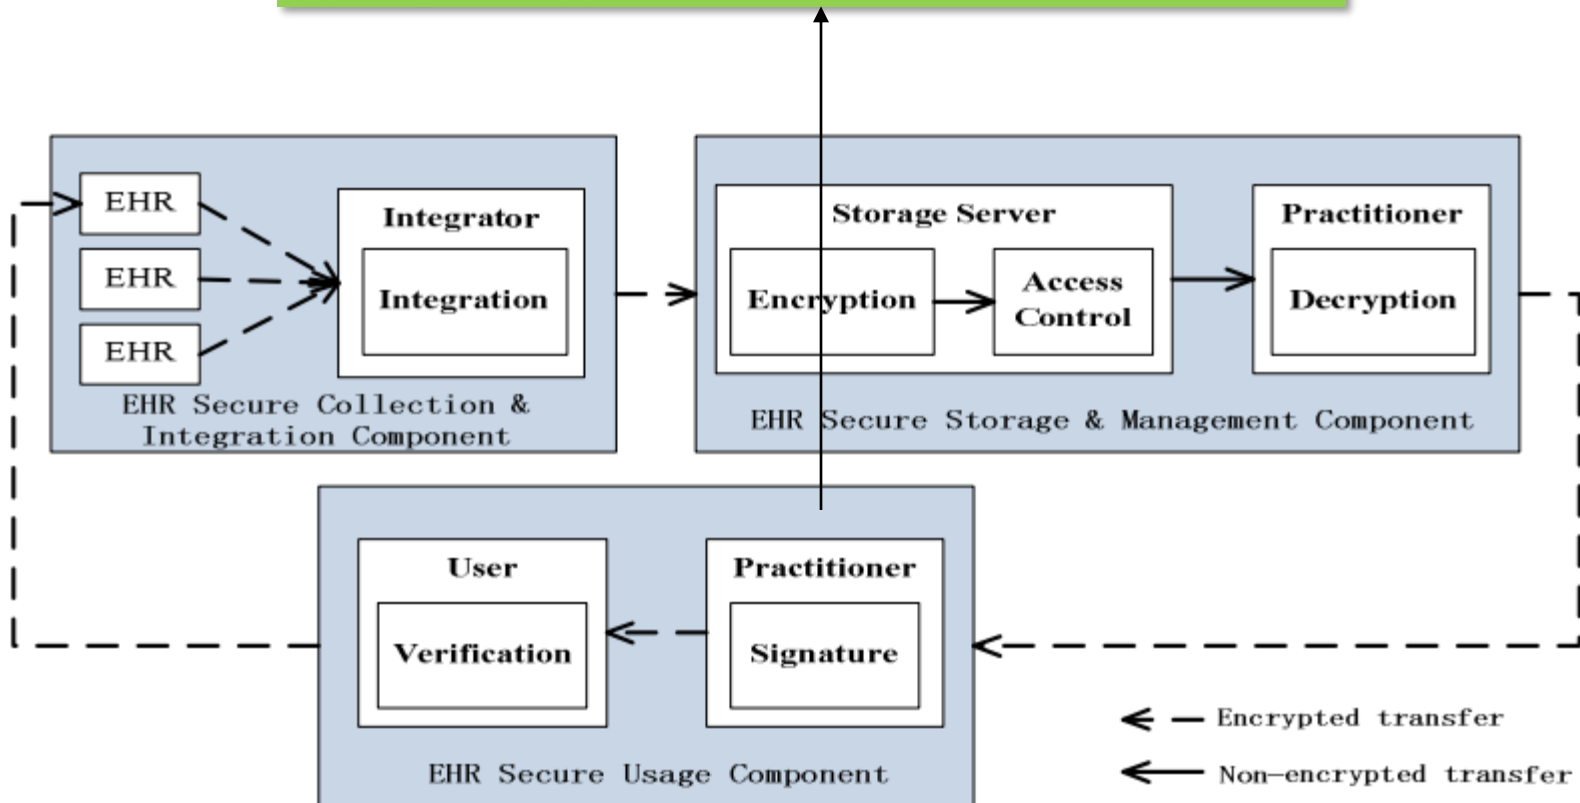 EHR
EHR
EHR
Integrator
Integration
EHR Secure Collection &
Integration Component
Storage Server
Encryption
Access
Control
Practitioner
Decryption
EHR Secure Storage & Management Component
User
Verification
Practitioner
Signature
EHR Secure Usage Component
Encrypted transfer
Non-encrypted transfer